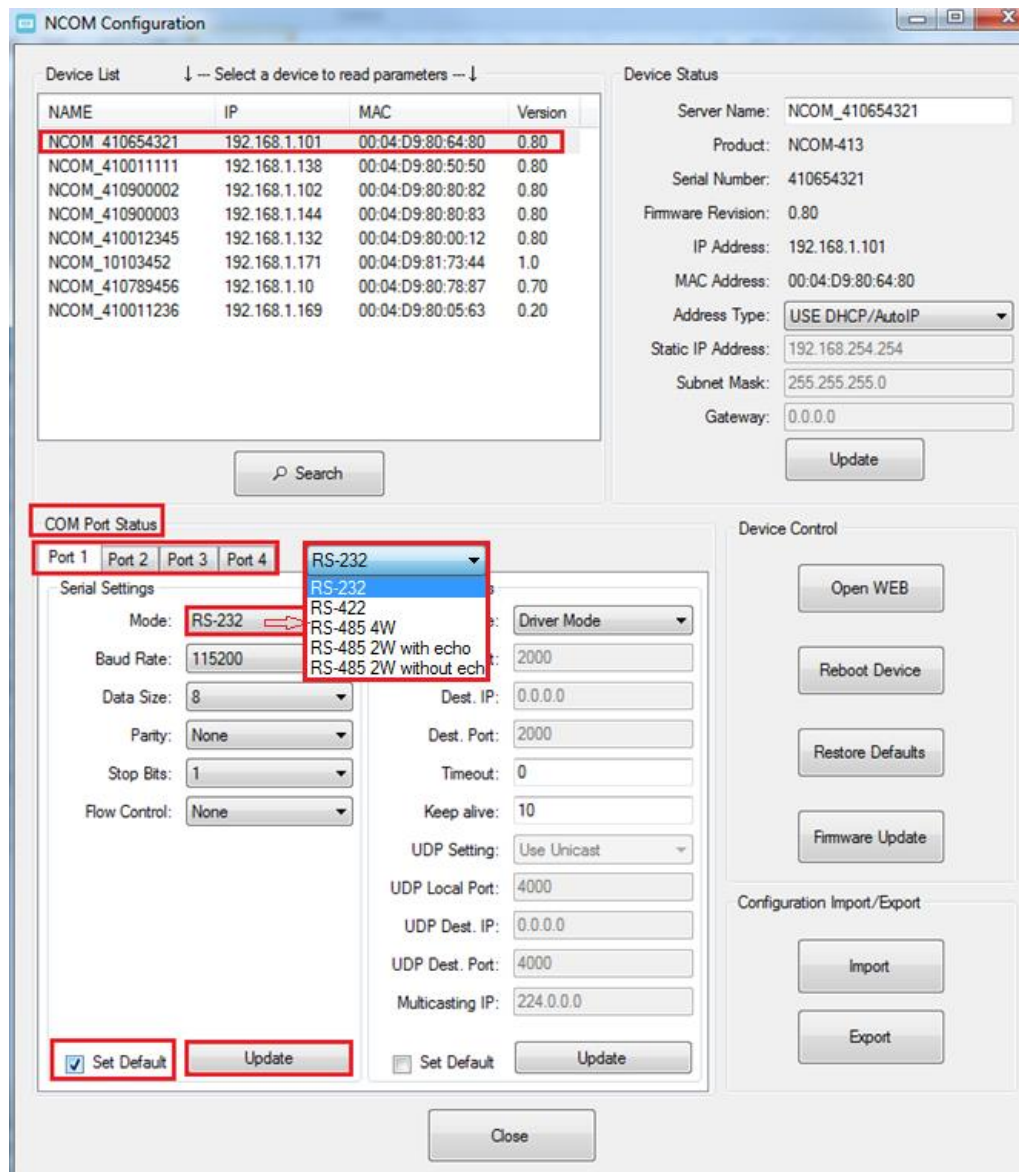 NCOM Configuration
Device List ↓ --- Select a device to read parameters --- ↓
NAME IP MAC Version
NCOM_410654321 192.168.1.101 00:04:D9:80:64:80 0.80
NCOM_410011111 192.168.1.138 00:04:D9:80:50:50 0.80
NCOM_410900002 192.168.1.102 00:04:D9:80:80:82 0.80
NCOM_410900003 192.168.1.144 00:04:D9:80:80:83 0.80
NCOM_410012345 192.168.1.132 00:04:D9:80:00:12 0.80
NCOM_10103452 192.168.1.171 00:04:D9:81:73:44 1.0
NCOM_410789456 192.168.1.10 00:04:D9:80:78:87 0.70
NCOM_410011236 192.168.1.169 00:04:D9:80:05:63 0.20
Search
Device Status
Server Name: NCOM_410654321
Product: NCOM-413
Serial Number: 410654321
Firmware Revision: 0.80
IP Address: 192.168.1.101
MAC Address: 00:04:D9:80:64:80
Address Type: USE DHCP/AutoIP
Static IP Address: 192.168.254.254
Subnet Mask: 255.255.255.0
Gateway: 0.0.0.0
Update
COM Port Status
Port 1 Port 2 Port 3 Port 4
Serial Settings
Mode: RS-232
Baud Rate: 115200
Data Size: 8
Parity: None
Stop Bits: 1
Flow Control: None
Set Default Update
RS-232
RS-232
RS-422
RS-485 4W
RS-485 2W with echo
RS-485 2W without ech
Driver Mode
2000
Dest. IP: 0.0.0.0
Dest. Port: 2000
Timeout: 0
Keep alive: 10
UDP Setting: Use Unicast
UDP Local Port: 4000
UDP Dest. IP: 0.0.0.0
UDP Dest. Port: 4000
Multicasting IP: 224.0.0.0
Set Default Update
Device Control
Open WEB
Reboot Device
Restore Defaults
Firmware Update
Configuration Import/Export
Import
Export
Close